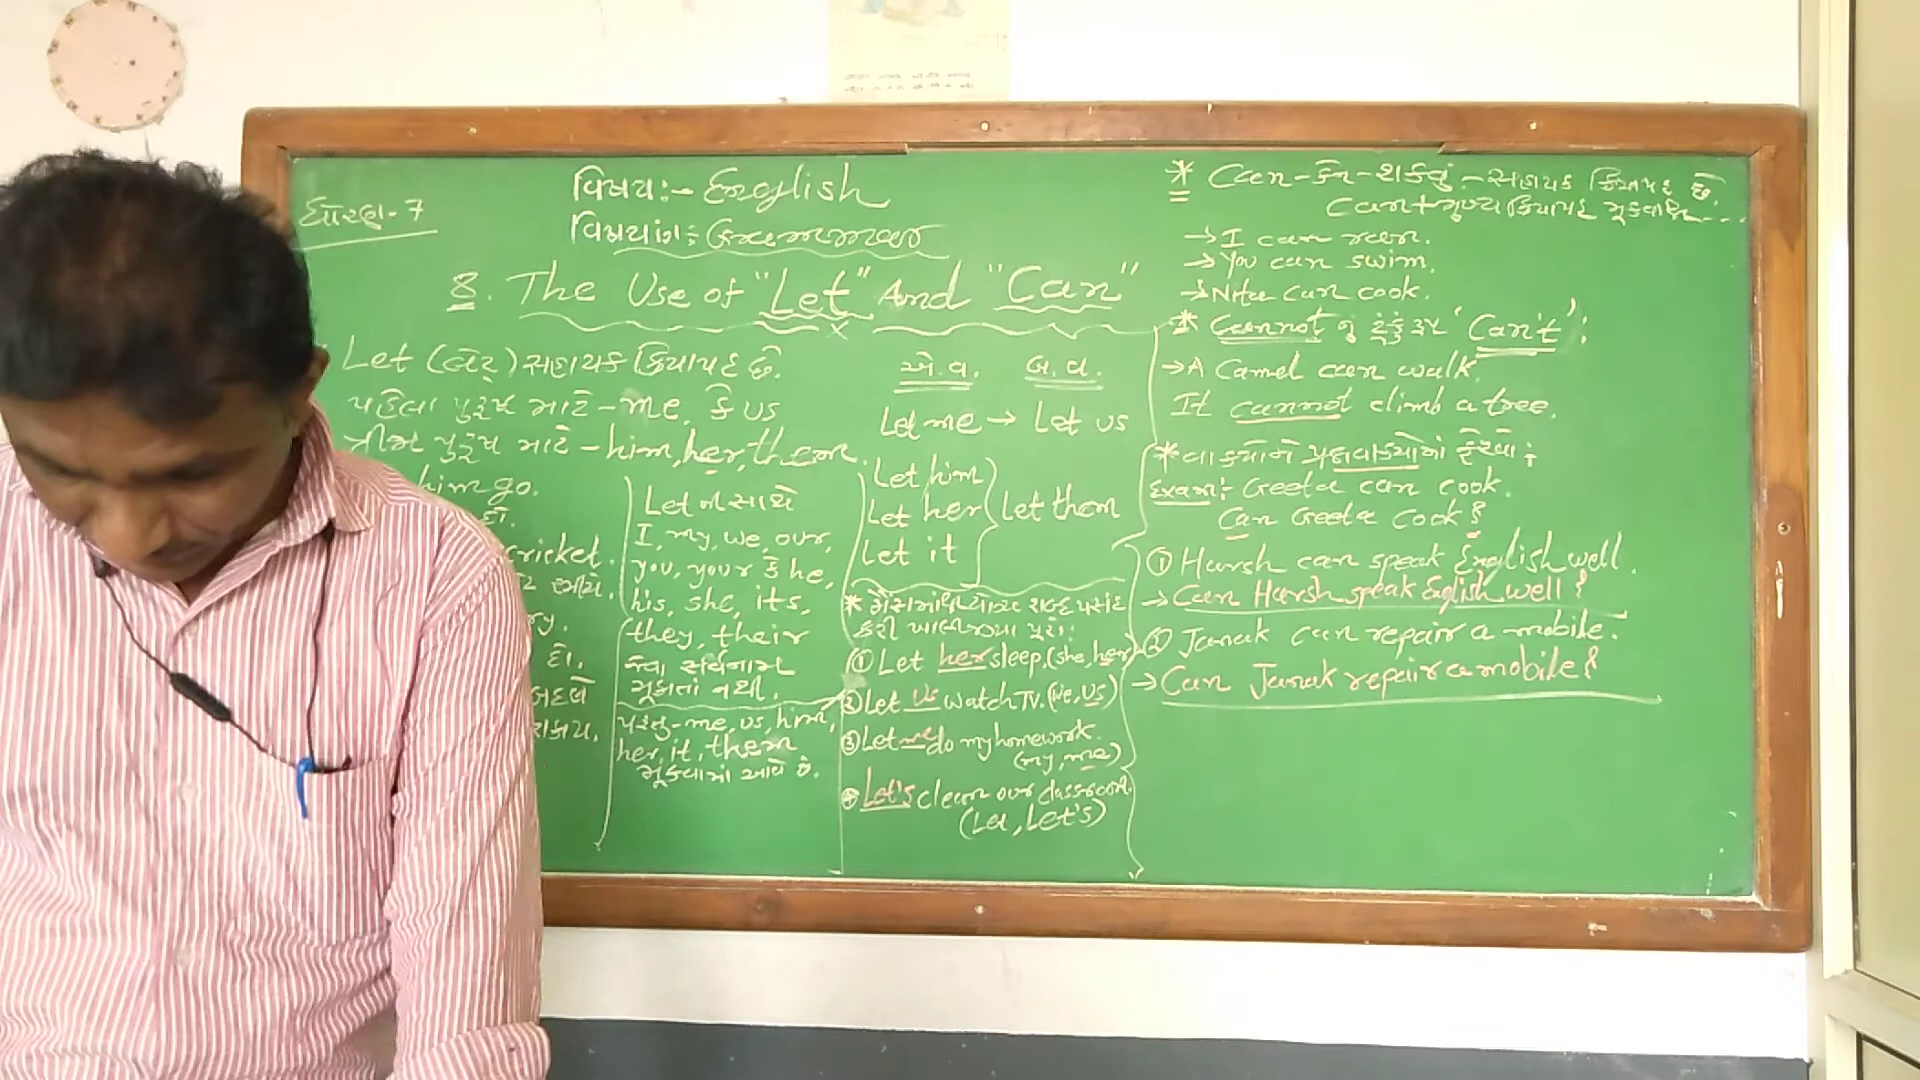 ધોરણ-7
વિષય:- English
વિષયાંગ:- Grammar
8. The Use of "Let" And "Can"
Let (લેટ) સહાયક ક્રિયાપદ છે.
પહેલા પુરૂષ માટે - me, કે us
ત્રીજા પુરૂષ માટે - him, her, them.
him go.
દો.
cricket.
દો.
બદલે
શકાય.
Let ની સાથે
I, my, we, our,
you, your કે he,
his, she, its,
they, their
જેવા સર્વનામ
મૂકાતાં નથી.
પરંતુ - me, us, him,
her, it, them
મૂકવામાં આવે છે.
એ.વ. બ.વ.
Let me → Let us
Let him
Let her
Let it
Let them
* કૌંસમાંથી યોગ્ય શબ્દ પસંદ
કરી ખાલી જગ્યા પૂરો:
① Let her sleep. (she, her)
② Let us watch TV. (we, us)
③ Let me do my homework.
(my, me)
④ Let's clean our classroom.
(Let, Let's)
* Can - કેન - શકવું - સહાયક ક્રિયાપદ છે.
Can + મુખ્ય ક્રિયાપદ
→ I can run.
→ You can swim.
→ Nita can cook.
* Cannot નું ટુંકું રૂપ 'Can't':
→ A Camel can walk.
It cannot climb a tree.
* વાક્યોને પ્રશ્નવાક્યોમાં ફેરવો:
Exam:- Geeta can cook.
Can Geeta Cook?
① Harsh can speak English well.
→ Can Harsh speak Eglish well?
② Janak can repair a mobile.
→ Can Janak repair a mobile?